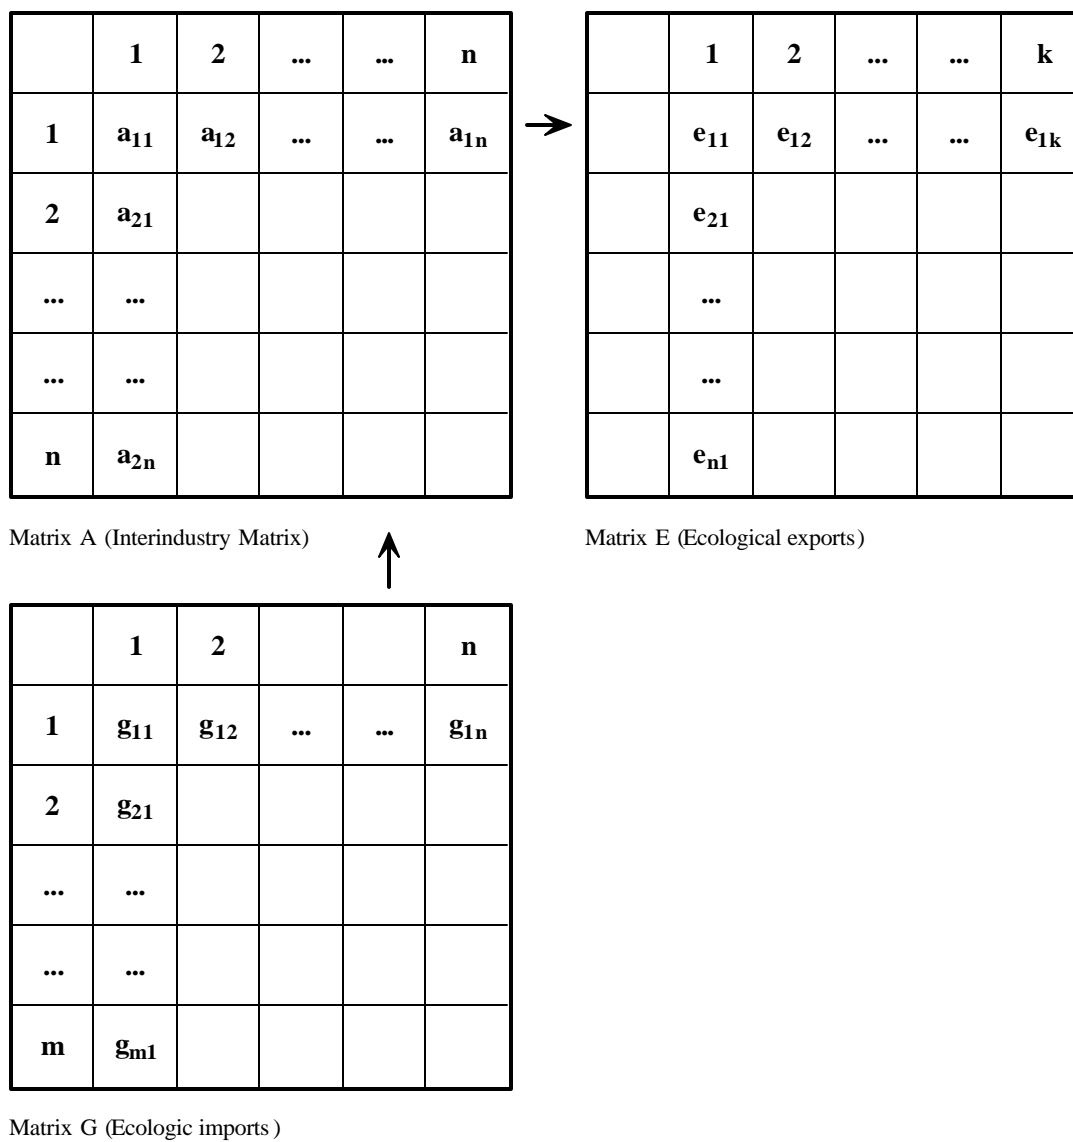 1 2 ... ... n
1 a11 a12 ... ... a1n
2 a21
... ...
... ...
n a2n
Matrix A (Interindustry Matrix)
1 2 ... ... k
e11 e12 ... ... e1k
e21
...
...
en1
Matrix E (Ecological exports)
1 2 n
1 g11 g12 ... ... g1n
2 g21
... ...
... ...
m gm1
Matrix G (Ecologic imports)